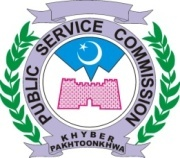 PUBLIC SERVICE COMMISSION
KHYBER
PAKHTOONKHWA